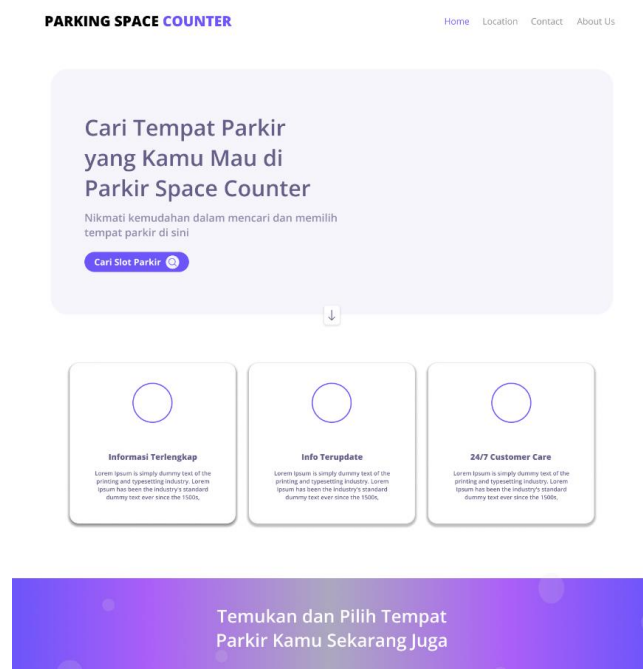 PARKING SPACE COUNTER
Home Location Contact About Us
Cari Tempat Parkir
yang Kamu Mau di
Parkir Space Counter
Nikmati kemudahan dalam mencari dan memilih
tempat parkir di sini
Cari Slot Parkir
Informasi Terlengkap
Lorem Ipsum is simply dummy text of the
printing and typesetting industry. Lorem
Ipsum has been the industry's standard
dummy text ever since the 1500s,
Info Terupdate
Lorem Ipsum is simply dummy text of the
printing and typesetting industry. Lorem
Ipsum has been the industry's standard
dummy text ever since the 1500s,
24/7 Customer Care
Lorem Ipsum is simply dummy text of the
printing and typesetting industry. Lorem
Ipsum has been the industry's standard
dummy text ever since the 1500s,
Temukan dan Pilih Tempat
Parkir Kamu Sekarang Juga